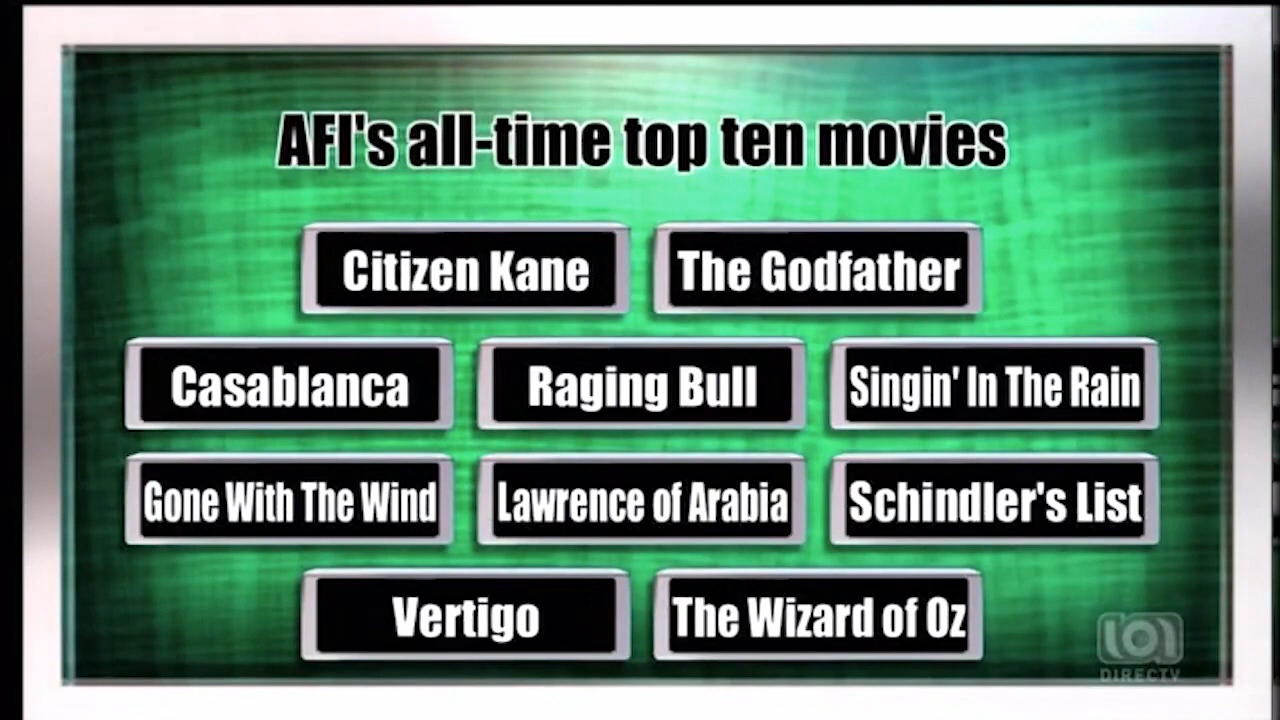 AFI's all-time top ten movies
Citizen Kane
The Godfather
Casablanca
Raging Bull
Singin' In The Rain
Gone With The Wind
Lawrence of Arabia
Schindler's List
Vertigo
The Wizard of Oz
101
DIRECTV